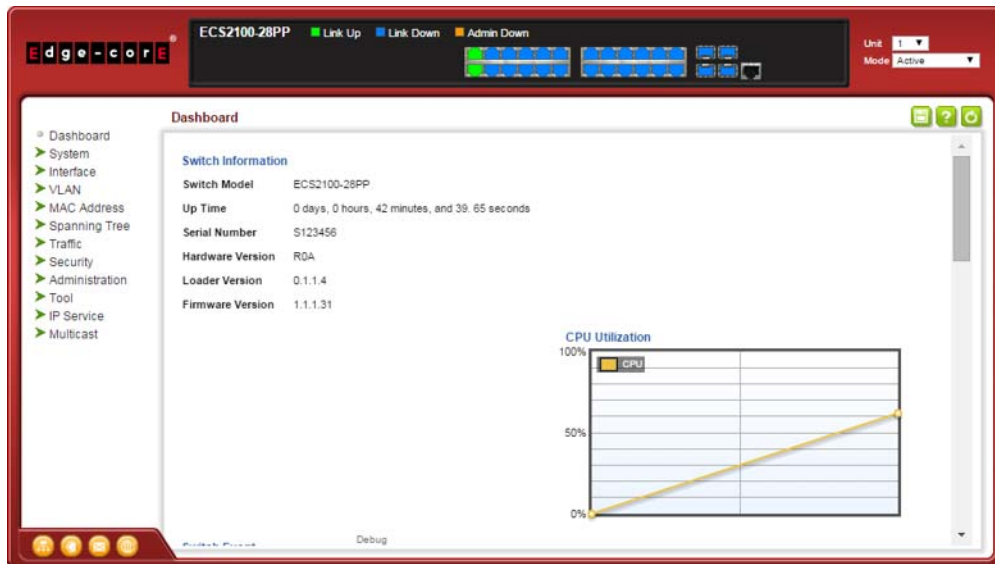 Edge-corE®
ECS2100-28PP Link Up Link Down Admin Down
Unit 1
Mode Active
Dashboard
Dashboard
System
Interface
VLAN
MAC Address
Spanning Tree
Traffic
Security
Administration
Tool
IP Service
Multicast
Switch Information
Switch Model ECS2100-28PP
Up Time 0 days, 0 hours, 42 minutes, and 39. 65 seconds
Serial Number S123456
Hardware Version R0A
Loader Version 0.1.1.4
Firmware Version 1.1.1.31
CPU Utilization
100%
CPU
50%
0%
Switch Event Debug